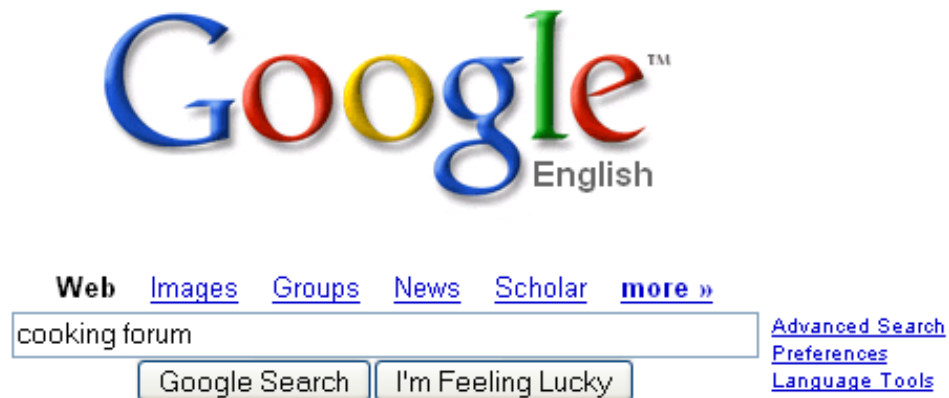 Google™
English
Web Images Groups News Scholar more »
cooking forum Advanced Search
Preferences
Google Search I'm Feeling Lucky Language Tools